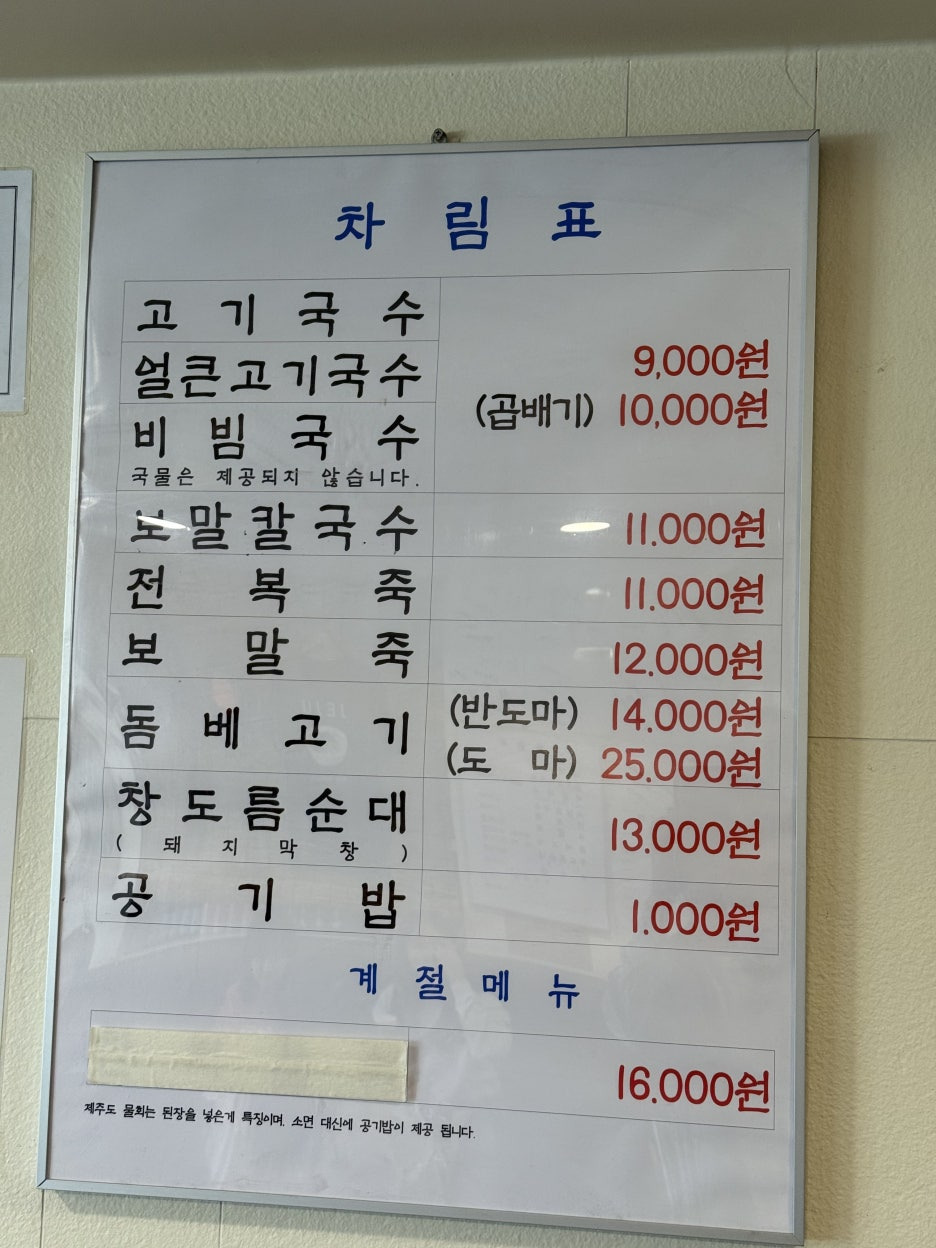 차림표
고기국수
얼큰고기국수
9,000원
(곱배기) 10,000원
비빔국수
국물은 제공되지 않습니다.
보말칼국수 11.000원
전복죽 11.000원
보말죽 12.000원
돔베고기 (반도마) 14.000원
(도마) 25.000원
창도름순대 13.000원
(돼지막창)
공기밥 1.000원
계절메뉴
16.000원
제주도 물회는 된장을 넣은게 특징이며, 소면 대신에 공기밥이 제공 됩니다.